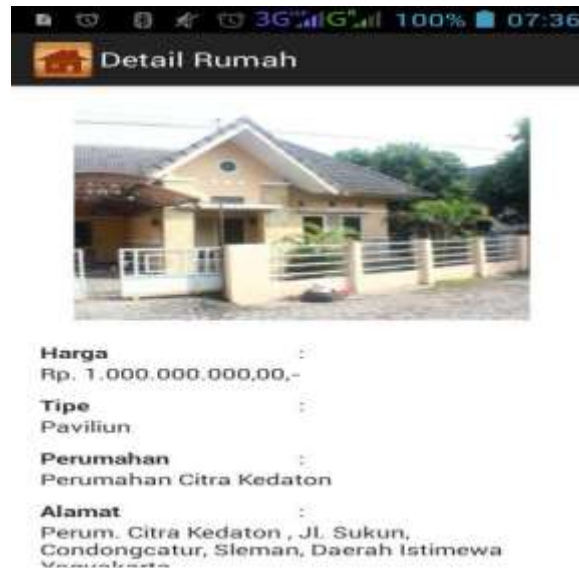 3G G 100% 07:36
Detail Rumah
Harga :
Rp. 1.000.000.000,00,-
Tipe :
Paviliun
Perumahan :
Perumahan Citra Kedaton
Alamat :
Perum. Citra Kedaton , Jl. Sukun,
Condongcatur, Sleman, Daerah Istimewa